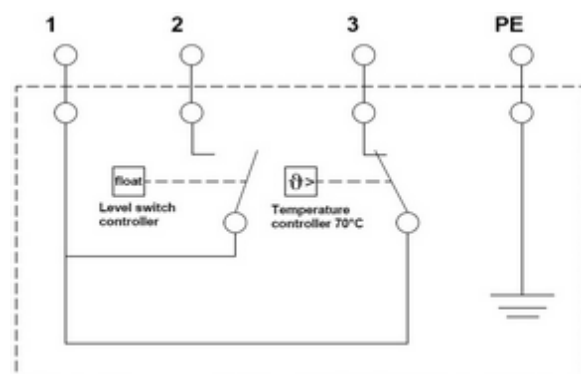 1 2 3 PE
float
Level switch
controller
ϑ>
Temperature
controller 70°C